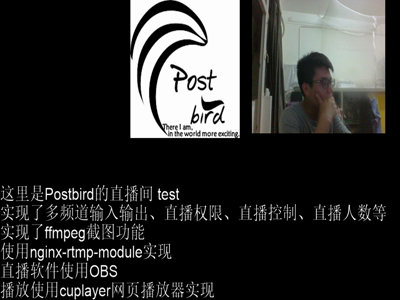 Post
bird
There I am,
in the world more exciting.
这里是Postbird的直播间 test
实现了多频道输入输出、直播权限、直播控制、直播人数等
实现了ffmpeg截图功能
使用nginx-rtmp-module实现
直播软件使用OBS
播放使用cuplayer网页播放器实现